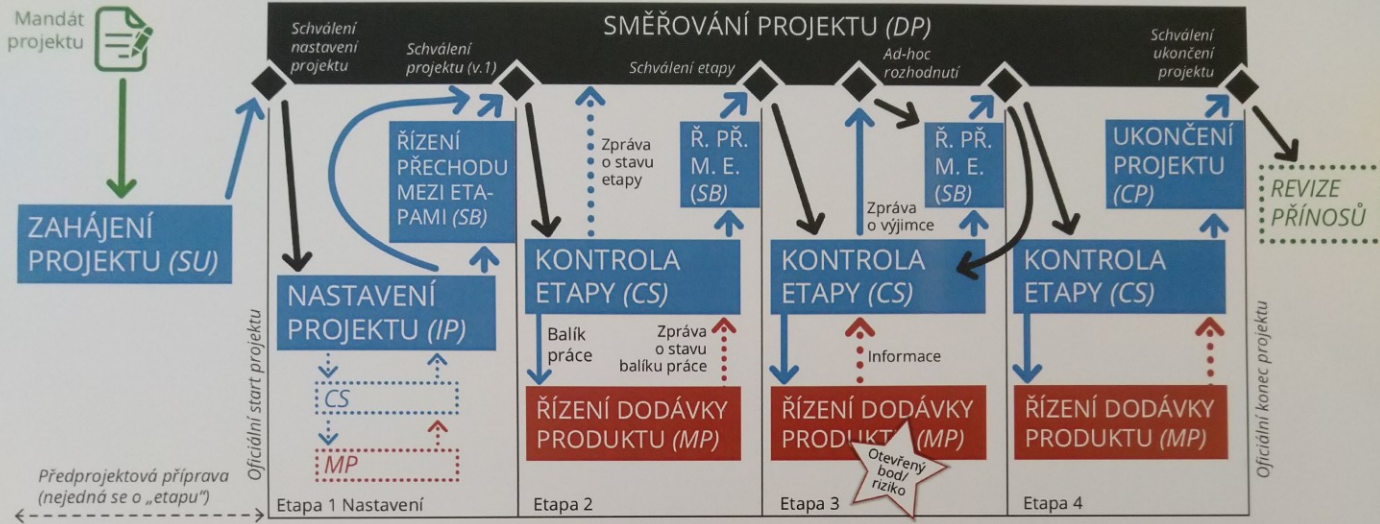 Mandát
projektu
SMĚŘOVÁNÍ PROJEKTU (DP)
Schválení
nastavení
projektu
Schválení
projektu (v.1)
Schválení etapy
Ad-hoc
rozhodnutí
Schválení
ukončení
projektu
ZAHÁJENÍ
PROJEKTU (SU)
ŘÍZENÍ
PŘECHODU
MEZI ETA-
PAMI (SB)
Zpráva
o stavu
etapy
Ř. PŘ.
M. E.
(SB)
Zpráva
o výjimce
Ř. PŘ.
M. E.
(SB)
UKONČENÍ
PROJEKTU
(CP)
REVIZE
PŘÍNOSŮ
NASTAVENÍ
PROJEKTU (IP)
KONTROLA
ETAPY (CS)
KONTROLA
ETAPY (CS)
KONTROLA
ETAPY (CS)
CS
MP
Balík
práce
Zpráva
o stavu
balíku práce
Informace
ŘÍZENÍ DODÁVKY
PRODUKTU (MP)
ŘÍZENÍ DODÁVKY
PRODUKTU (MP)
ŘÍZENÍ DODÁVKY
PRODUKTU (MP)
Otevřený
bod/
riziko
Oficiální start projektu
Oficiální konec projektu
Předprojektová příprava
(nejedná se o „etapu“)
Etapa 1 Nastavení
Etapa 2
Etapa 3
Etapa 4